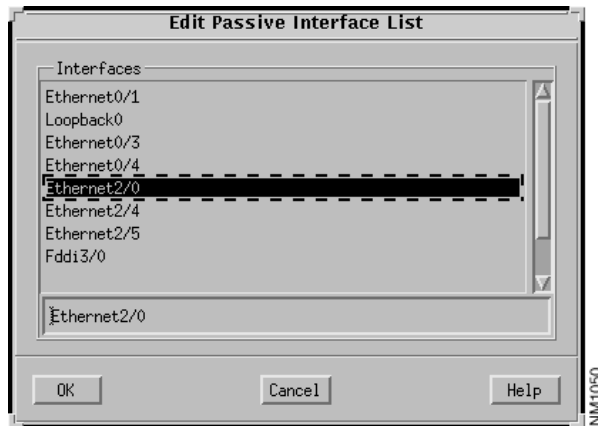 Edit Passive Interface List
Interfaces
Ethernet0/1
Loopback0
Ethernet0/3
Ethernet0/4
Ethernet2/0
Ethernet2/4
Ethernet2/5
Fddi3/0
Ethernet2/0
OK
Cancel
Help
NM1050